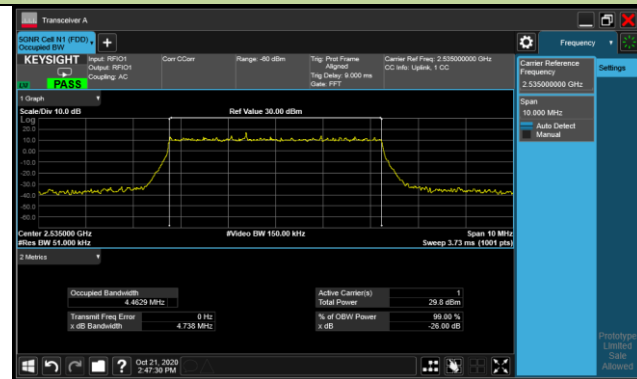 Transceiver A
5GNR Cell N1 (FDD)
Occupied BW
Frequency
KEYSIGHT
PASS
Input: RFIO1
Output: RFIO1
Coupling: AC
Corr CCorr
Range: -60 dBm
Trig: Prot Frame
Aligned
Trig Delay: 9.000 ms
Gate: FFT
Carrier Ref Freq: 2.535000000 GHz
CC Info: Uplink, 1 CC
Carrier Reference
Frequency
2.535000000 GHz
Settings
Span
10.000 MHz
Auto Detect
Manual
1 Graph
Scale/Div 10.0 dB
Ref Value 30.00 dBm
Log
20.0
10.0
0.00
-10.0
-20.0
-30.0
-40.0
-50.0
-60.0
Center 2.535000 GHz
#Video BW 150.00 kHz
Span 10 MHz
#Res BW 51.000 kHz
Sweep 3.73 ms (1001 pts)
2 Metrics
Occupied Bandwidth
4.4629 MHz
Active Carrier(s) 1
Total Power 29.8 dBm
Transmit Freq Error 0 Hz
x dB Bandwidth 4.738 MHz
% of OBW Power 99.00 %
x dB -26.00 dB
Oct 21, 2020
2:47:30 PM
Prototype
Limited
Sale
Allowed